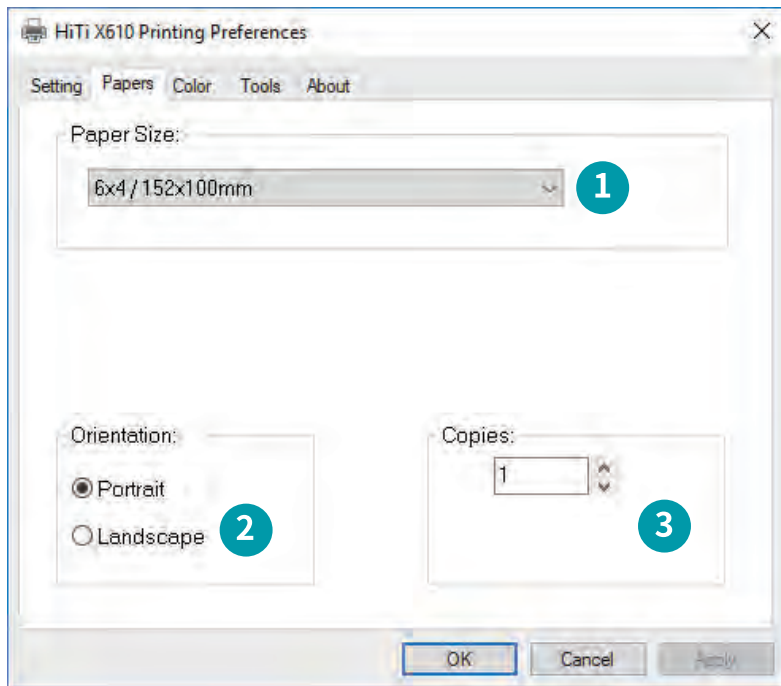 HiTi X610 Printing Preferences
Setting Papers Color Tools About
Paper Size:
6x4 / 152x100mm
1
Orientation:
Portrait
Landscape
2
Copies:
1
3
OK Cancel Apply